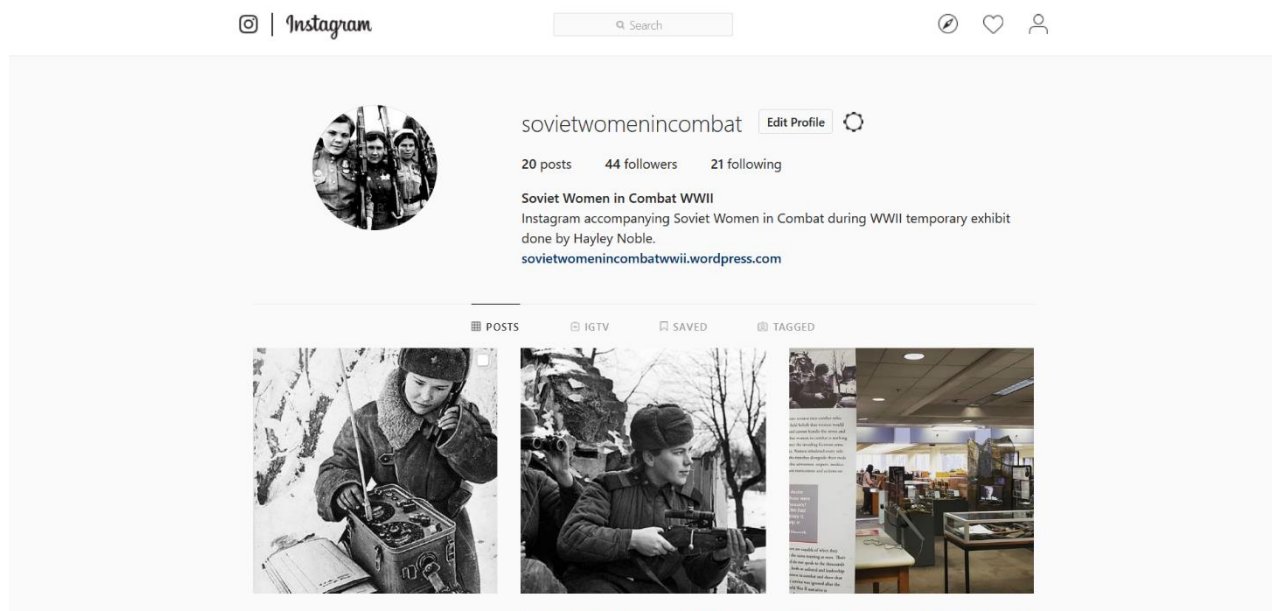 Instagram
Search
sovietwomenincombat Edit Profile
20 posts 44 followers 21 following
Soviet Women in Combat WWII
Instagram accompanying Soviet Women in Combat during WWII temporary exhibit
done by Hayley Noble.
sovietwomenincombatwwii.wordpress.com
POSTS IGTV SAVED TAGGED